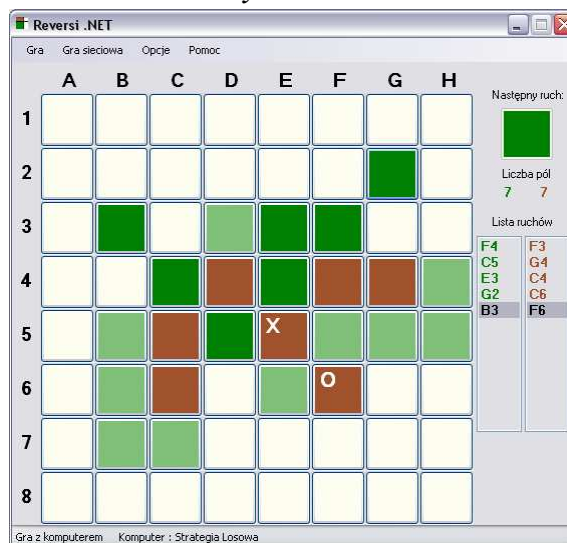 Reversi .NET
Gra Gra sieciowa Opcje Pomoc
A B C D E F G H
Następny ruch:
1
2
Liczba pól
7 7
3
Lista ruchów
F4 F3
C5 G4
E3 C4
G2 C6
B3 F6
4
5
X
6
O
7
8
Gra z komputerem Komputer : Strategia Losowa